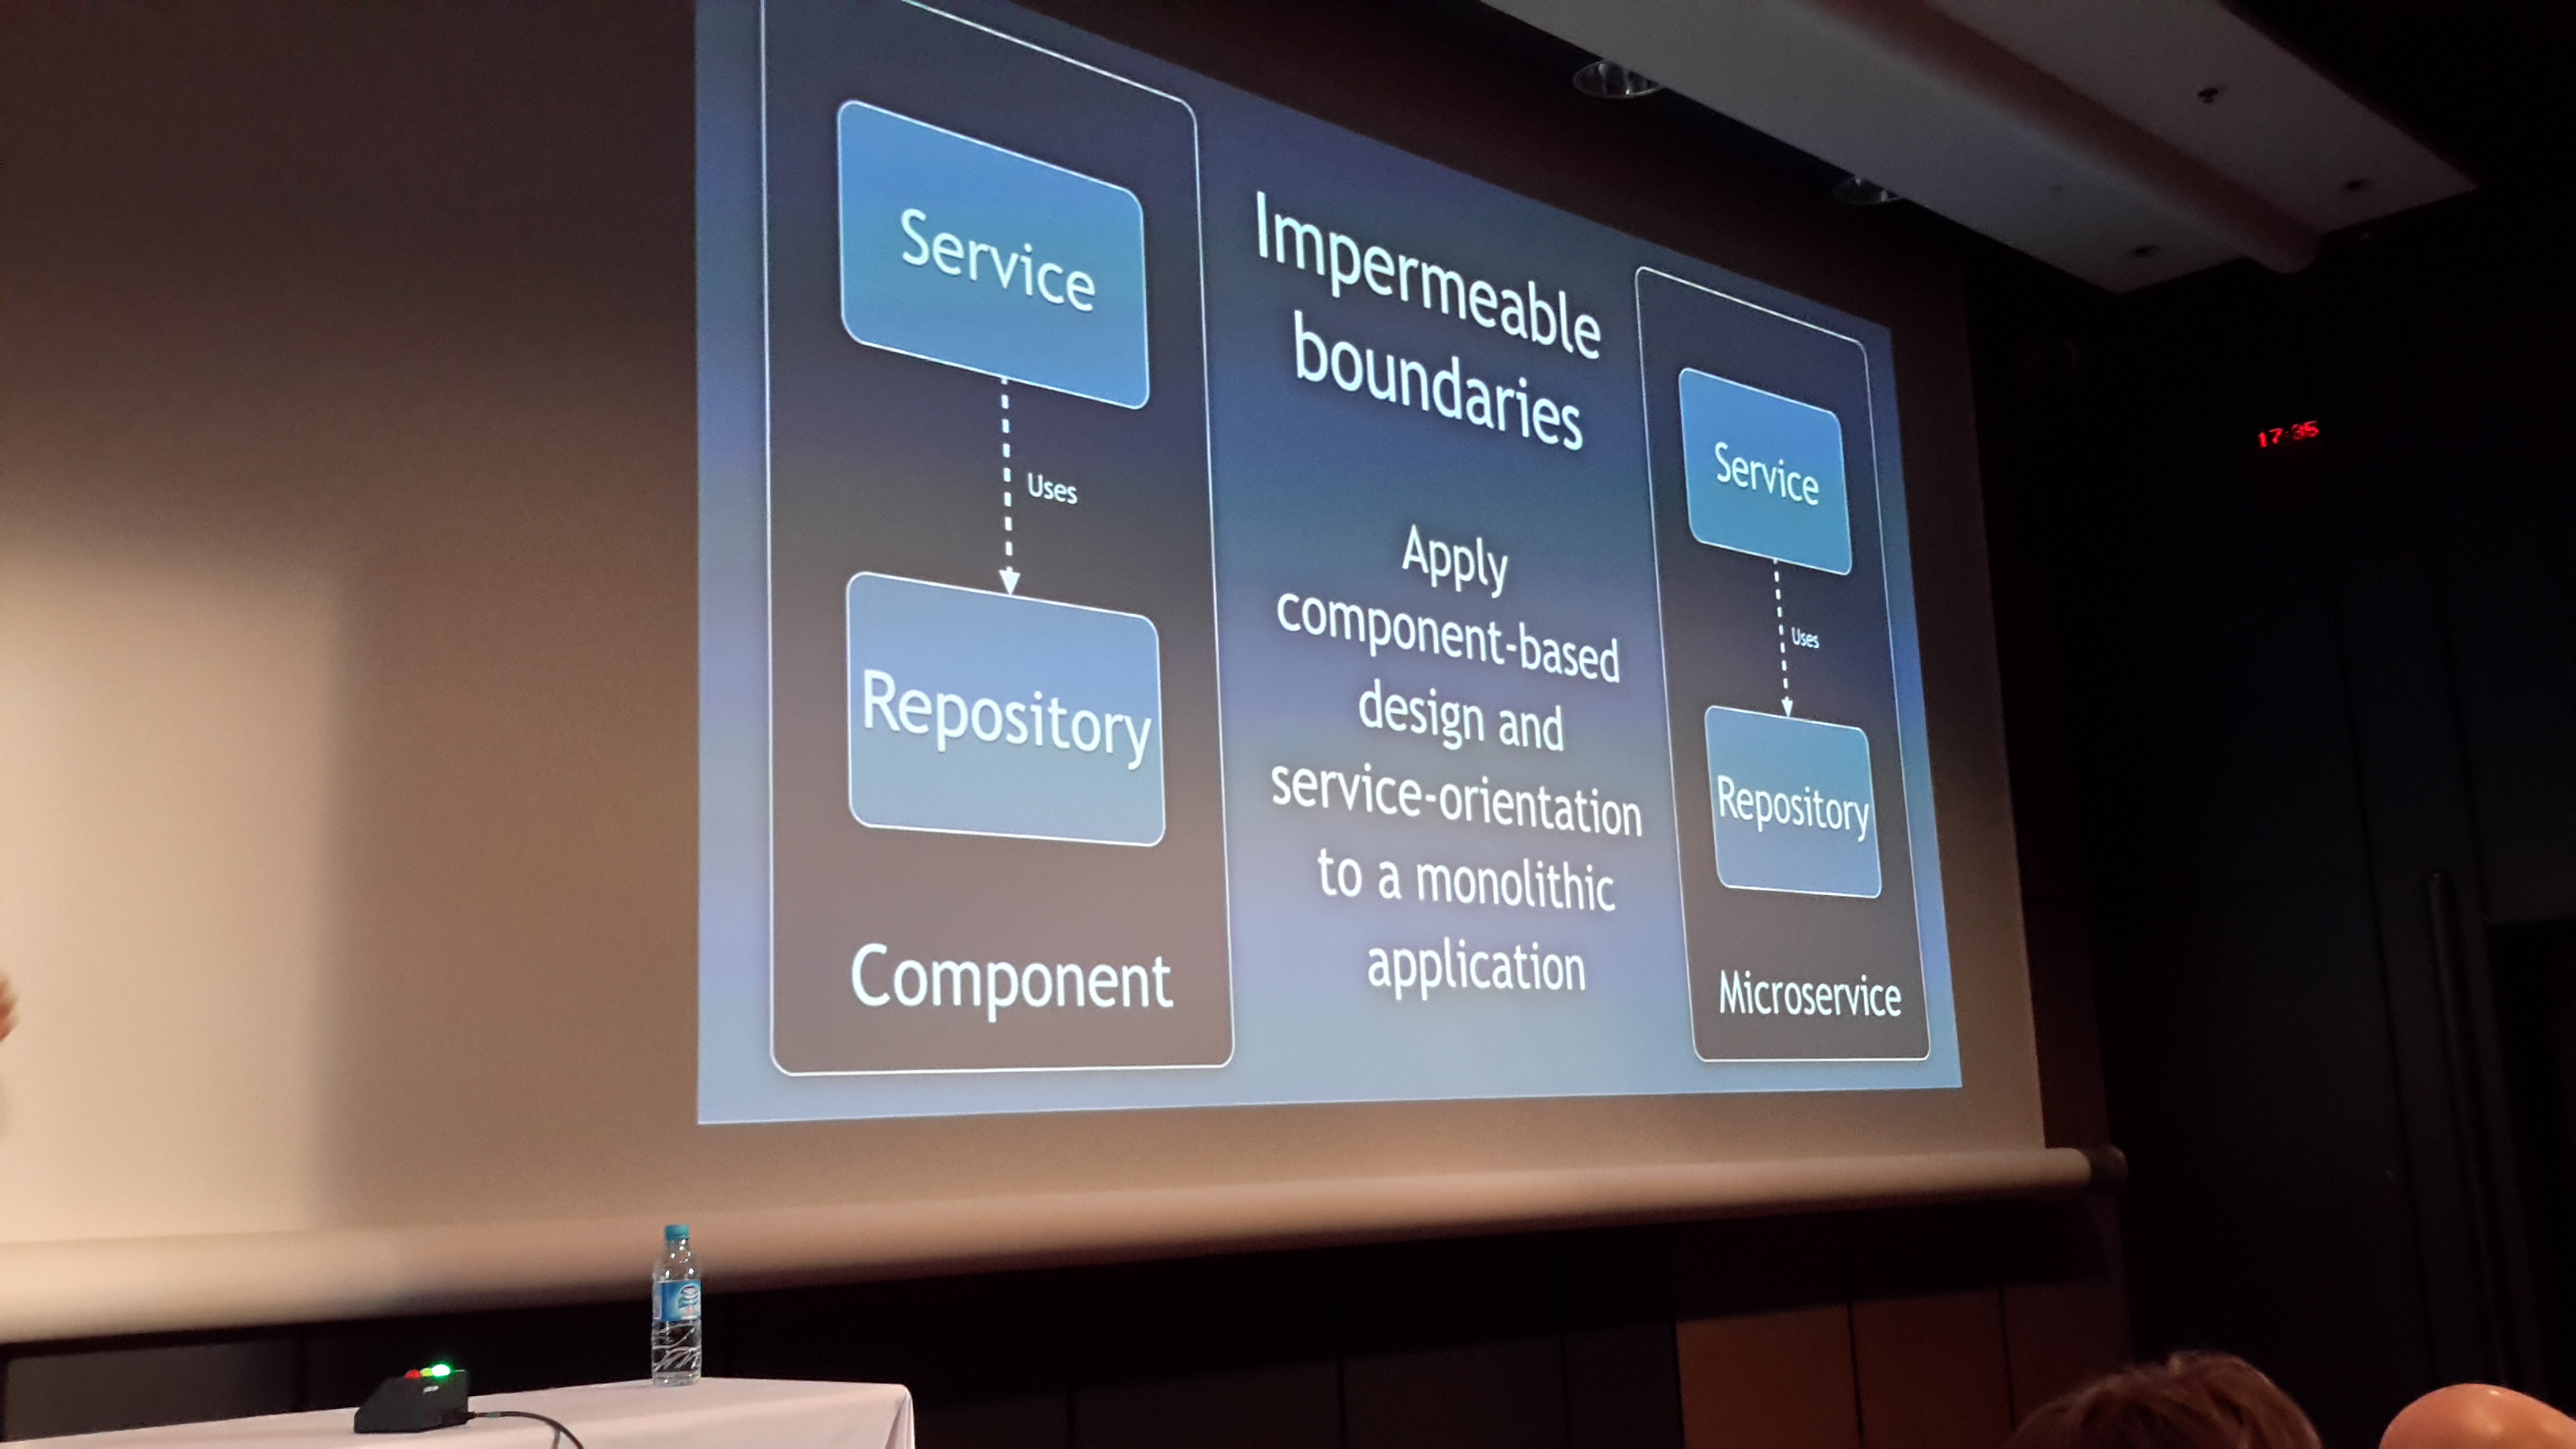 Service
Uses
Repository
Component
Impermeable
boundaries
Apply
component-based
design and
service-orientation
to a monolithic
application
Service
Uses
Repository
Microservice
17:35